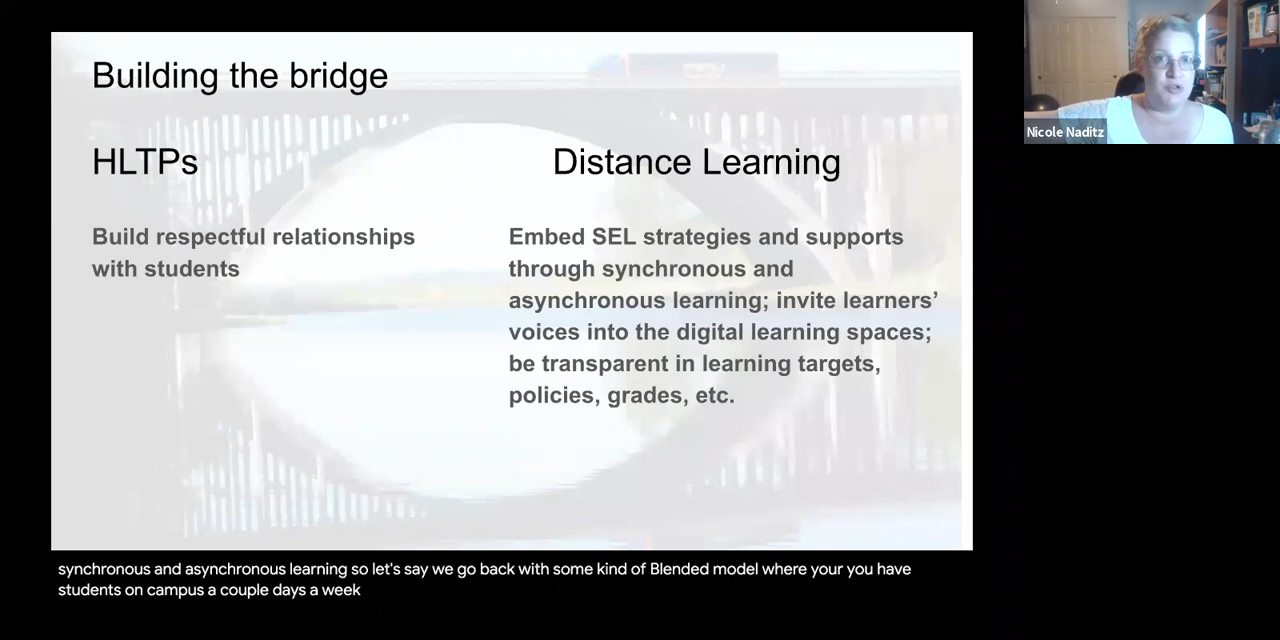 Building the bridge
HLTPs
Distance Learning
Build respectful relationships
with students
Embed SEL strategies and supports
through synchronous and
asynchronous learning; invite learners’
voices into the digital learning spaces;
be transparent in learning targets,
policies, grades, etc.
Nicole Naditz
synchronous and asynchronous learning so let's say we go back with some kind of Blended model where your you have
students on campus a couple days a week